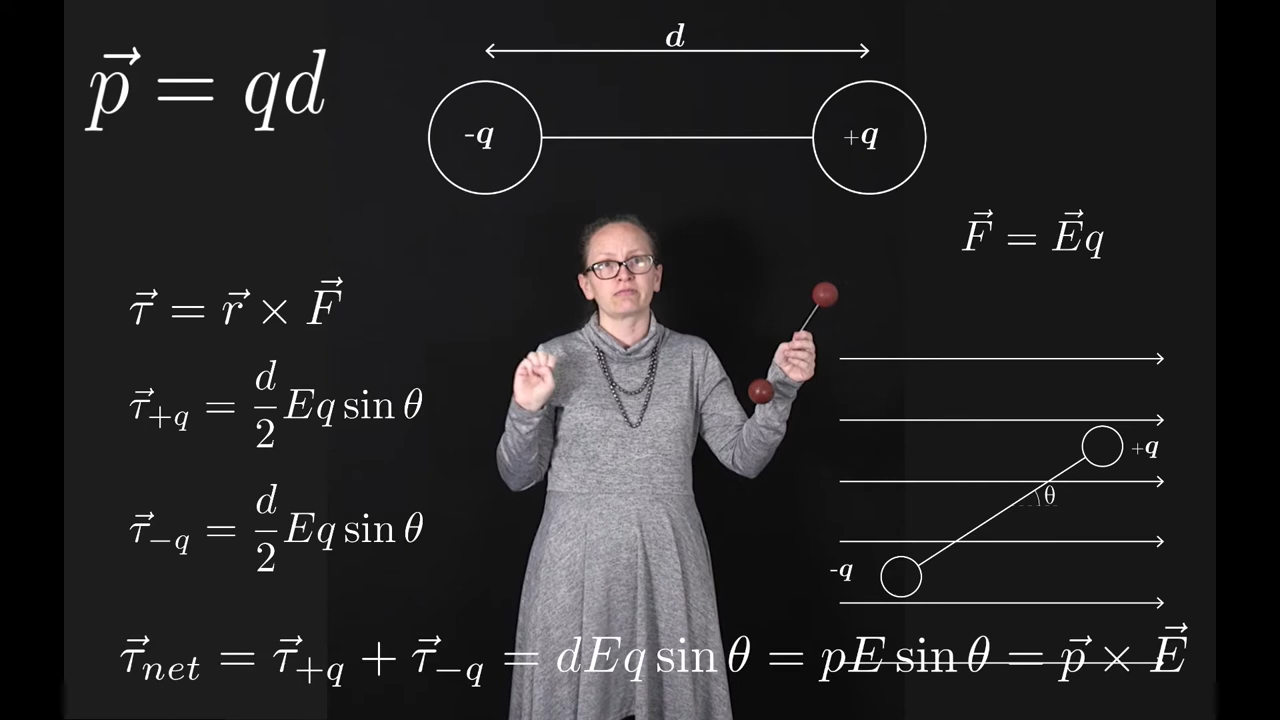 p⃗ = qd
d
-q
+q
F⃗ = E⃗q
τ⃗ = r⃗ × F⃗
τ⃗₊q = d/2 Eq sin θ
+q
θ
τ⃗₋q = d/2 Eq sin θ
-q
τ⃗net = τ⃗₊q + τ⃗₋q = dEq sin θ = pE sin θ = p⃗ × E⃗